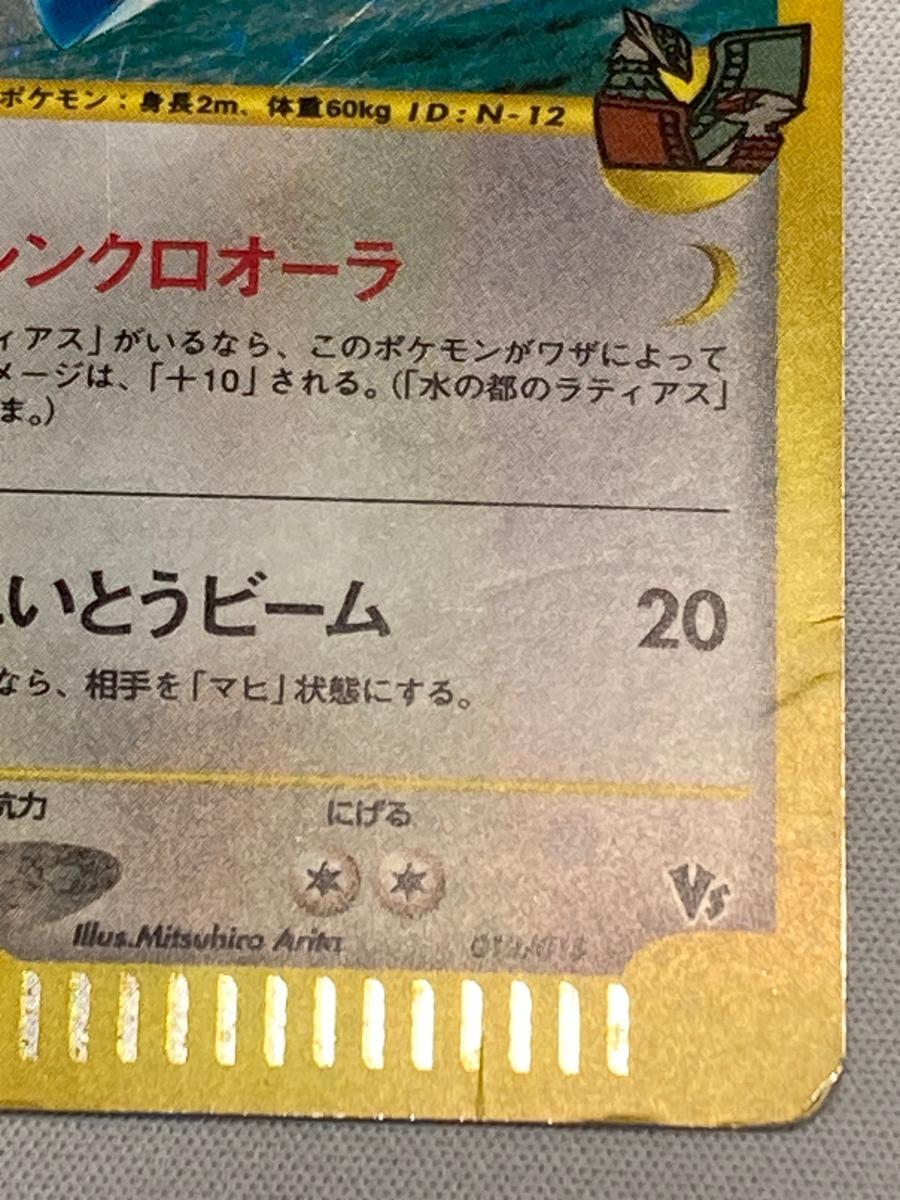 ポケモン：身長2m、体重60kg ID:N-12
シンクロオーラ
ィアス」がいるなら、このポケモンがワザによって
メージは、「＋10」される。（「水の都のラティアス」
ま。）
れいとうビーム 20
なら、相手を「マヒ」状態にする。
抗力 にげる
VS
Illus.Mitsuhiro Arita